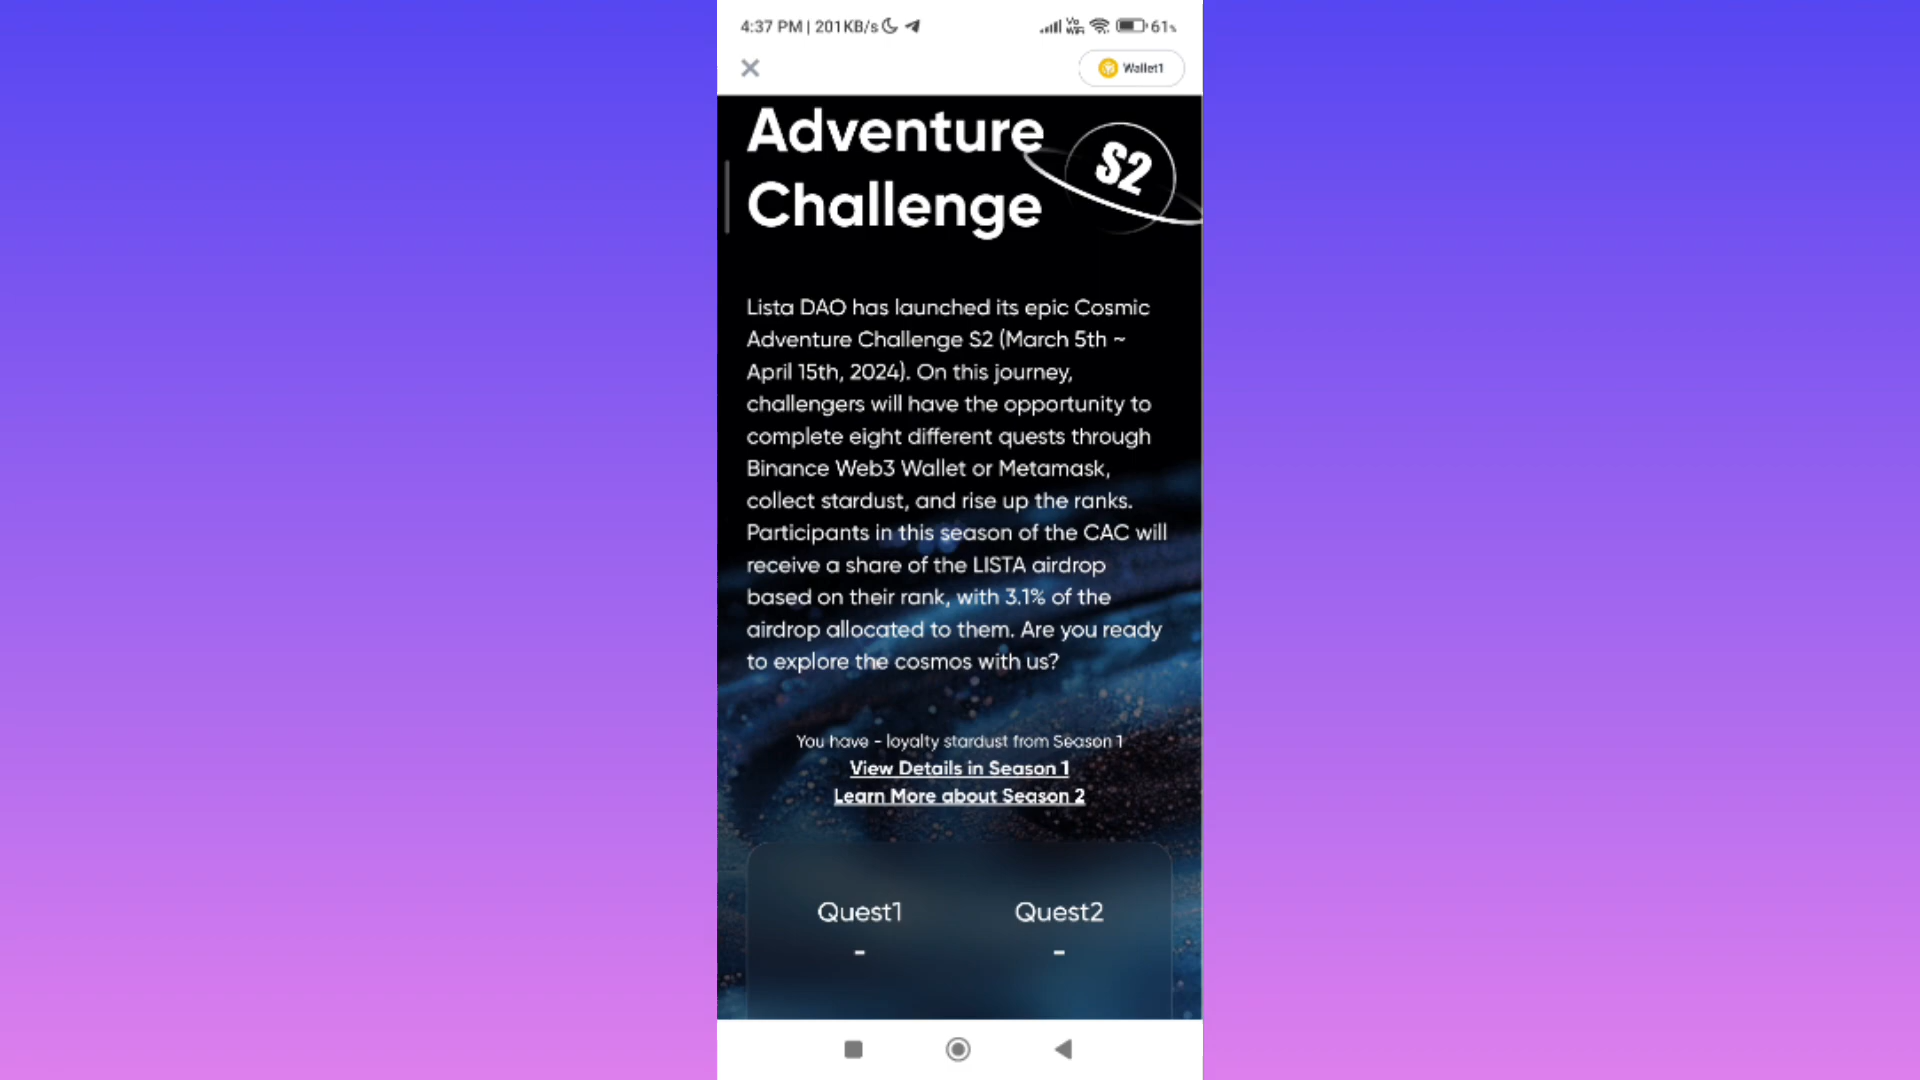 4:37 PM | 201KB/s
Vo
WiFi
61%
Wallet1
Adventure
Challenge
S2
Lista DAO has launched its epic Cosmic
Adventure Challenge S2 (March 5th ~
April 15th, 2024). On this journey,
challengers will have the opportunity to
complete eight different quests through
Binance Web3 Wallet or Metamask,
collect stardust, and rise up the ranks.
Participants in this season of the CAC will
receive a share of the LISTA airdrop
based on their rank, with 3.1% of the
airdrop allocated to them. Are you ready
to explore the cosmos with us?
You have - loyalty stardust from Season 1
View Details in Season 1
Learn More about Season 2
Quest1 Quest2
- -